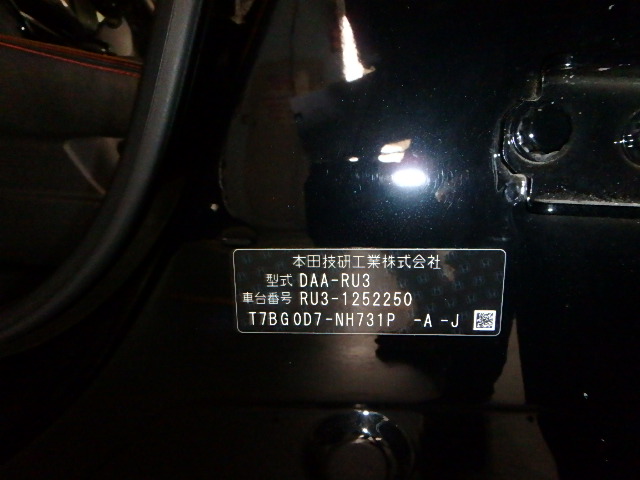 本田技研工業株式会社
型式 DAA-RU3
車台番号 RU3-1252250
T7BG0D7-NH731P -A-J